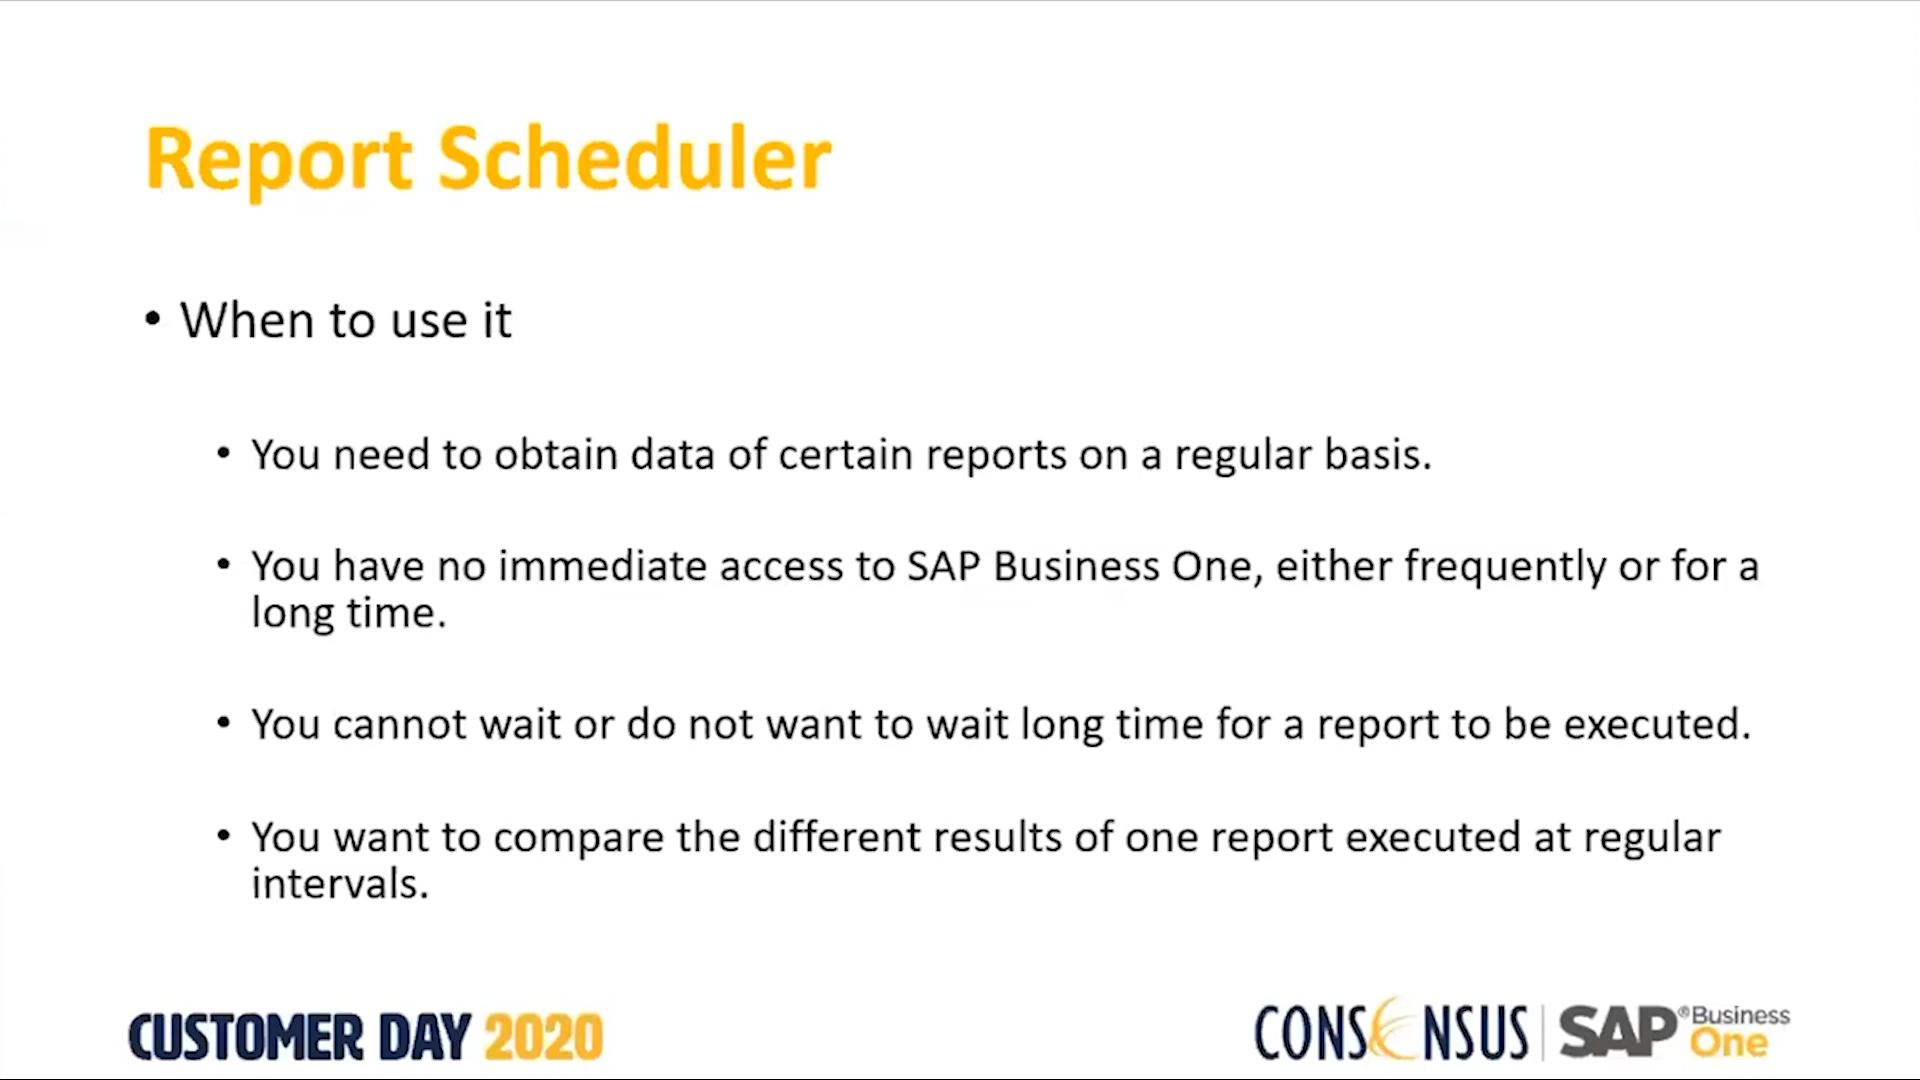 Report Scheduler
• When to use it
• You need to obtain data of certain reports on a regular basis.
• You have no immediate access to SAP Business One, either frequently or for a
long time.
• You cannot wait or do not want to wait long time for a report to be executed.
• You want to compare the different results of one report executed at regular
intervals.
CUSTOMER DAY 2020
CONSENSUS | SAP® Business
One